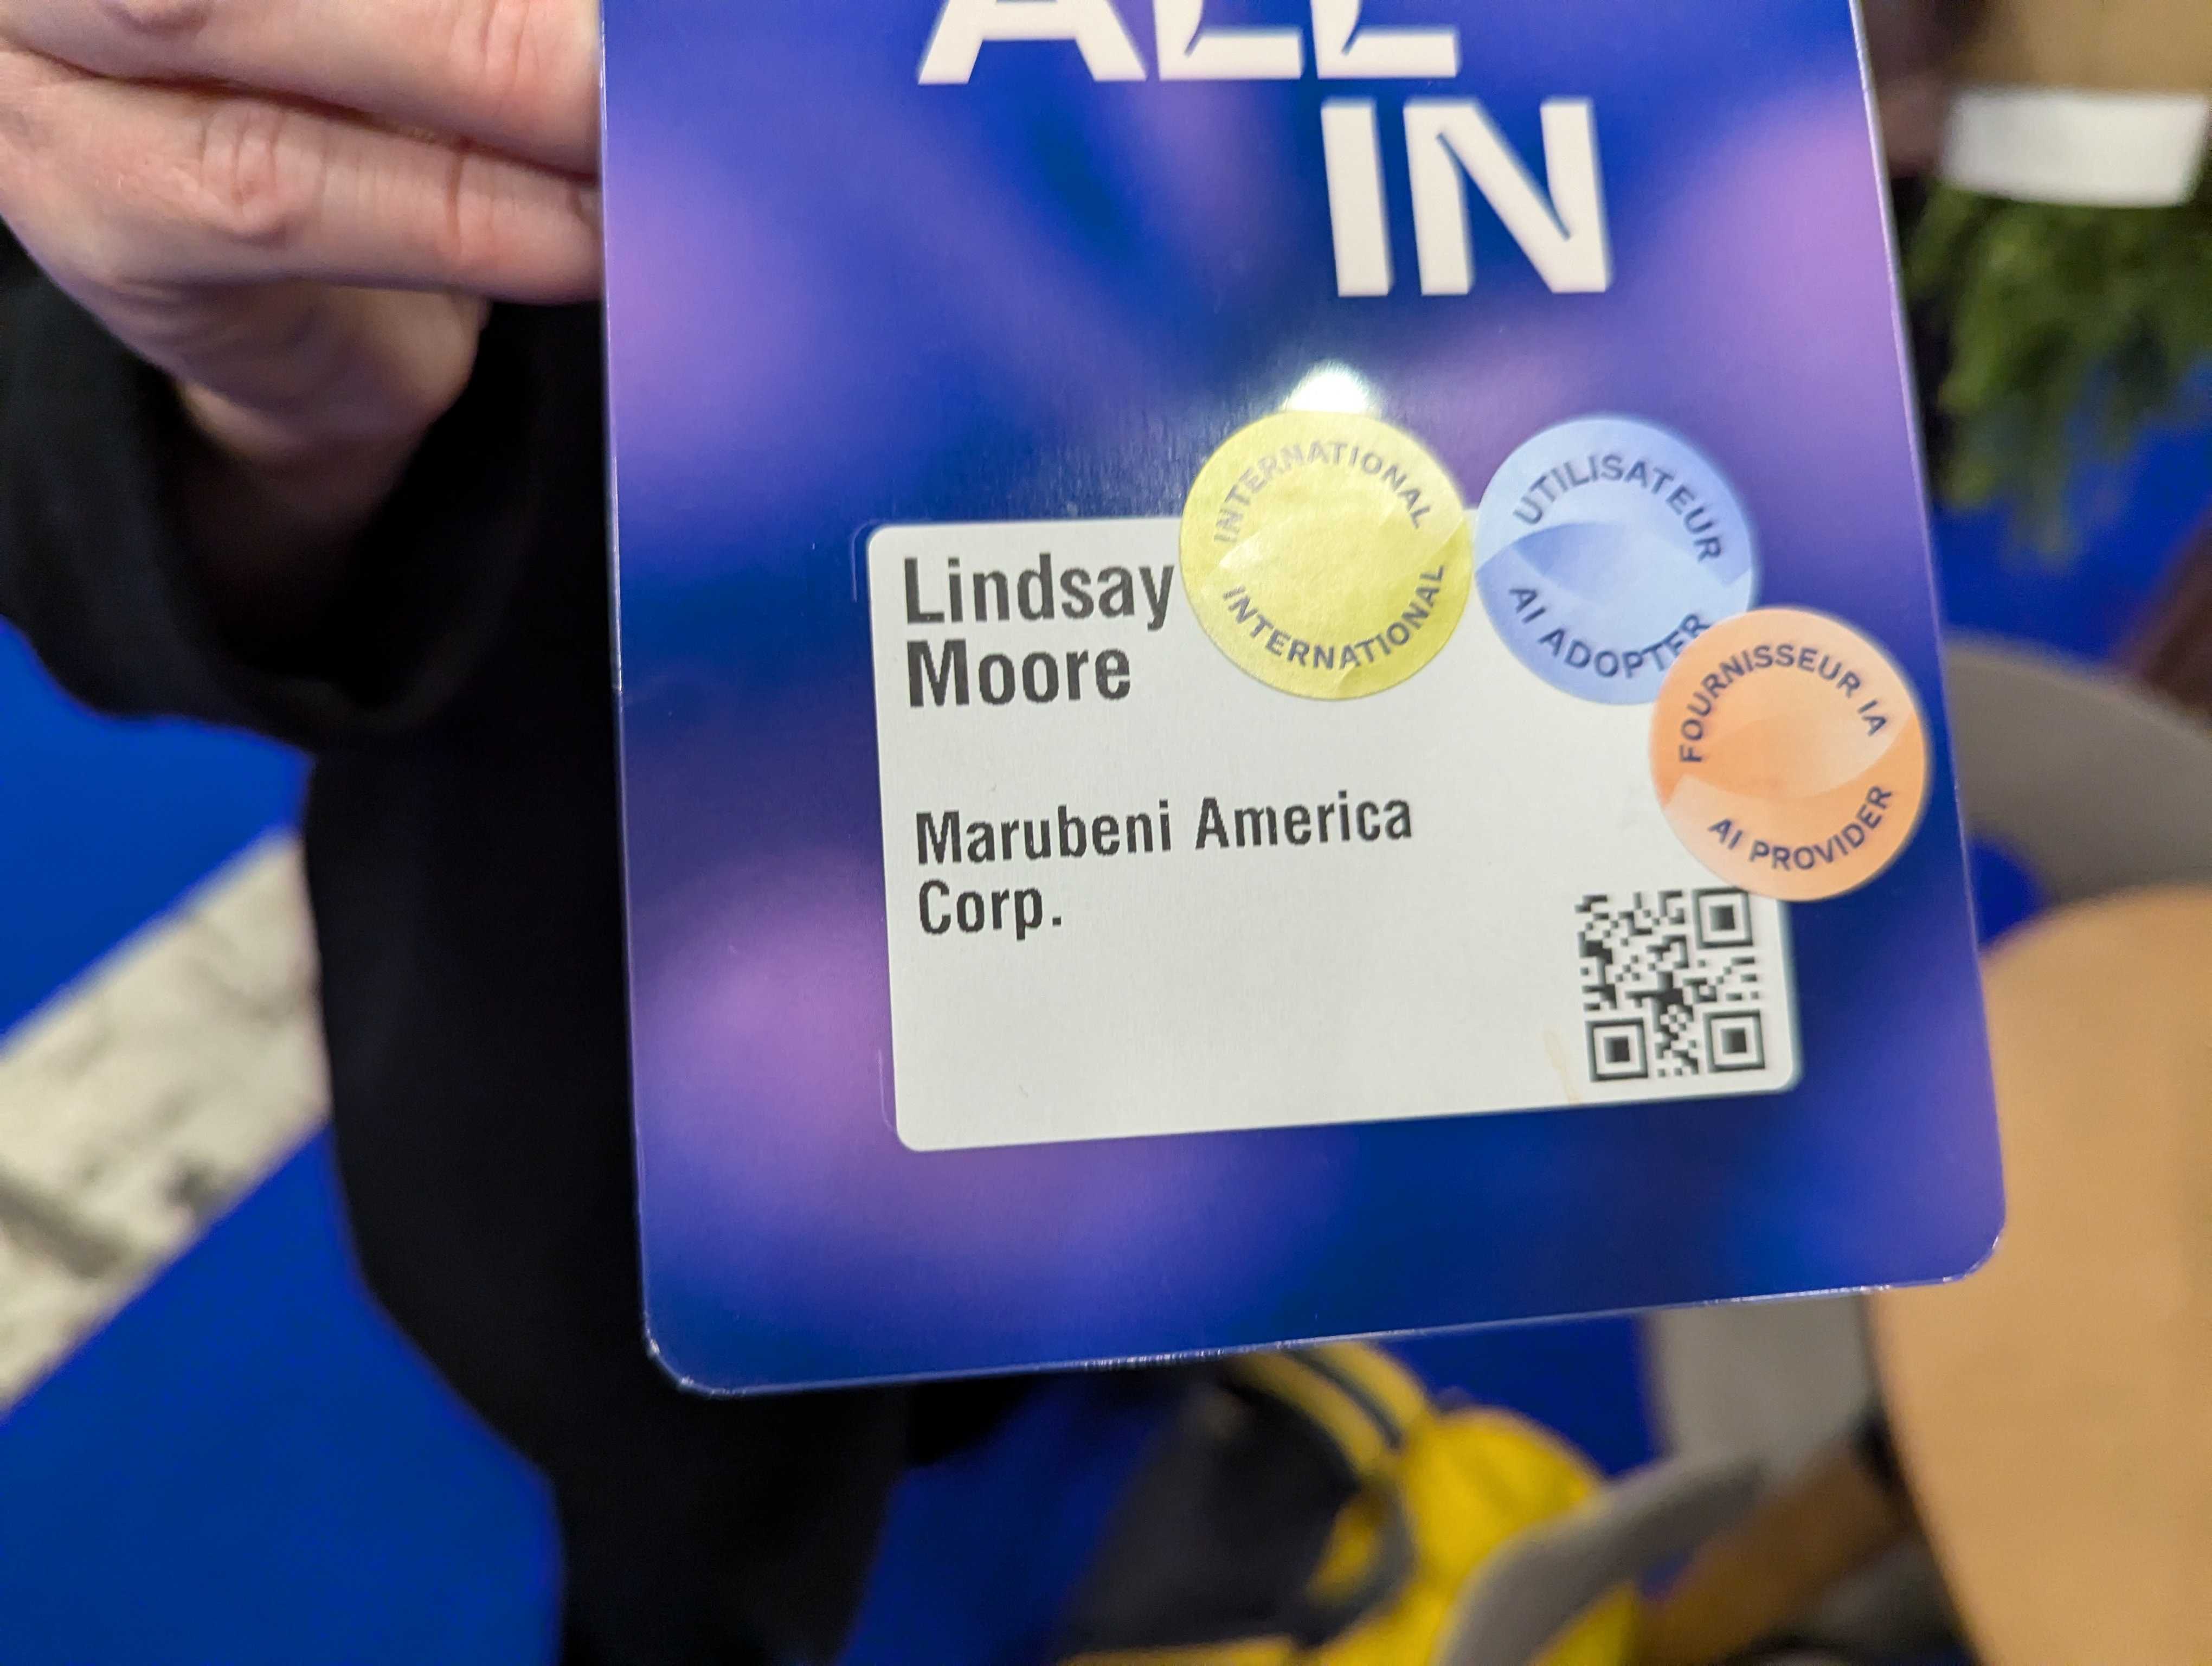 ALL
IN
INTERNATIONAL
INTERNATIONAL
UTILISATEUR
AI ADOPTER
FOURNISSEUR IA
AI PROVIDER
Lindsay
Moore
Marubeni America
Corp.